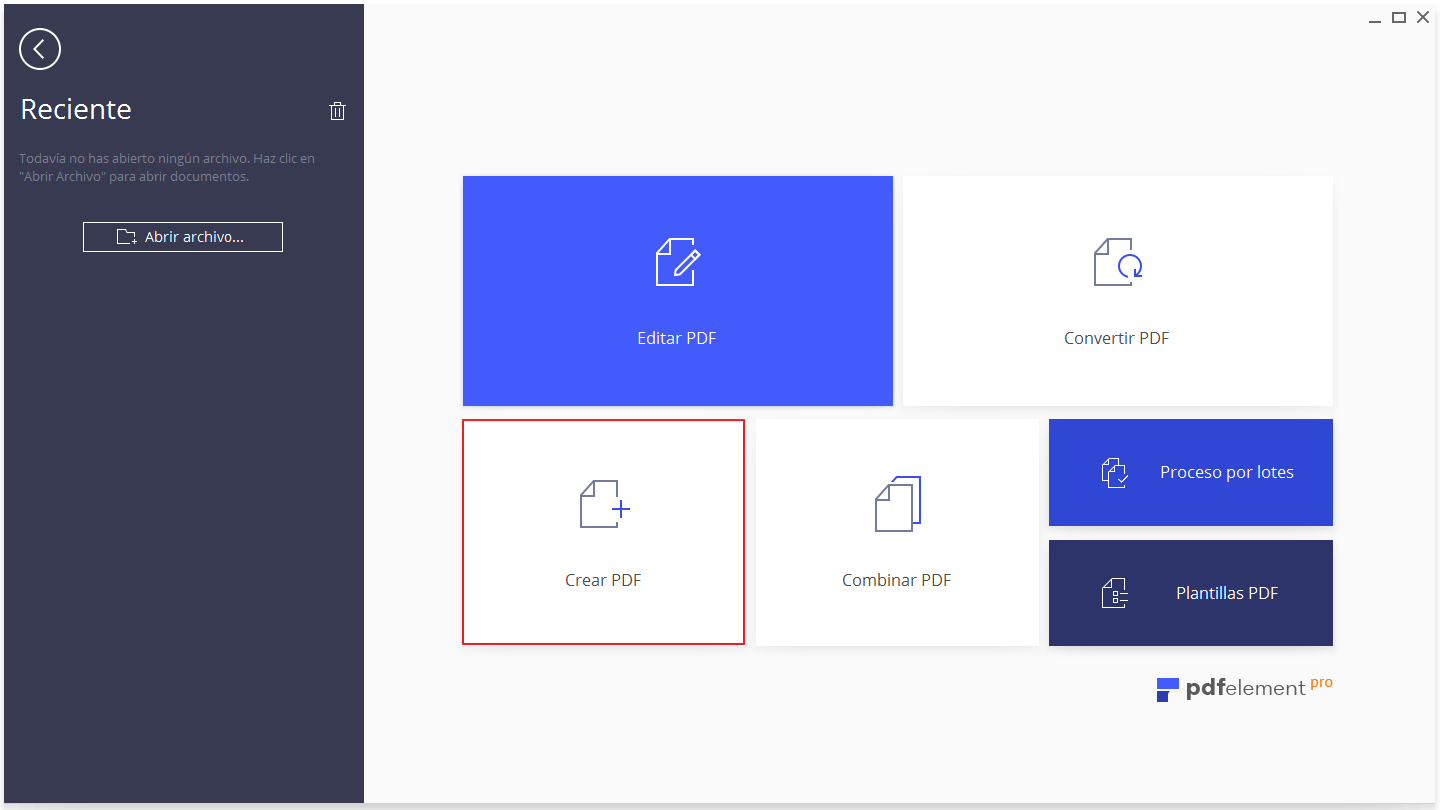 Reciente
Todavía no has abierto ningún archivo. Haz clic en
"Abrir Archivo" para abrir documentos.
Abrir archivo...
Editar PDF
Convertir PDF
Crear PDF
Combinar PDF
Proceso por lotes
Plantillas PDF
pdfelement pro